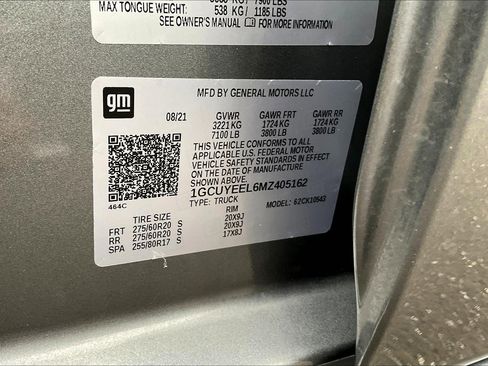 MAX TONGUE WEIGHT: 538 KG / 1185 LBS
SEE OWNER'S MANUAL FOR MORE INFORMATION
gm
MFD BY GENERAL MOTORS LLC
08/21 GVWR GAWR FRT GAWR RR
3221 KG 1724 KG 1724 KG
7100 LB 3800 LB 3800 LB
THIS VEHICLE CONFORMS TO ALL
APPLICABLE U.S. FEDERAL MOTOR
VEHICLE SAFETY STANDARDS IN EFFECT
ON THE DATE OF MANUFACTURE
SHOWN ABOVE.
1GCUYEEL6MZ405162
464C
TYPE: TRUCK MODEL: 62CK10543
TIRE SIZE RIM
FRT 275/60R20 S 20X9J
RR 275/60R20 S 20X9J
SPA 255/80R17 S 17X8J